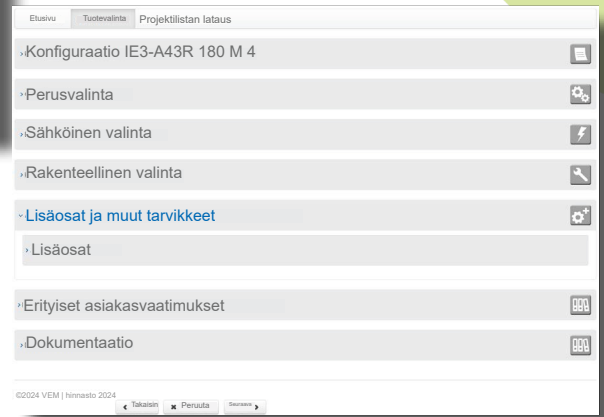 Etusivu Tuotevalinta Projektilistan lataus
Konfiguraatio IE3-A43R 180 M 4
Perusvalinta
Sähköinen valinta
Rakenteellinen valinta
Lisäosat ja muut tarvikkeet
Lisäosat
Erityiset asiakasvaatimukset
Dokumentaatio
©2024 VEM | hinnasto 2024
Takaisin Peruuta Seuraava